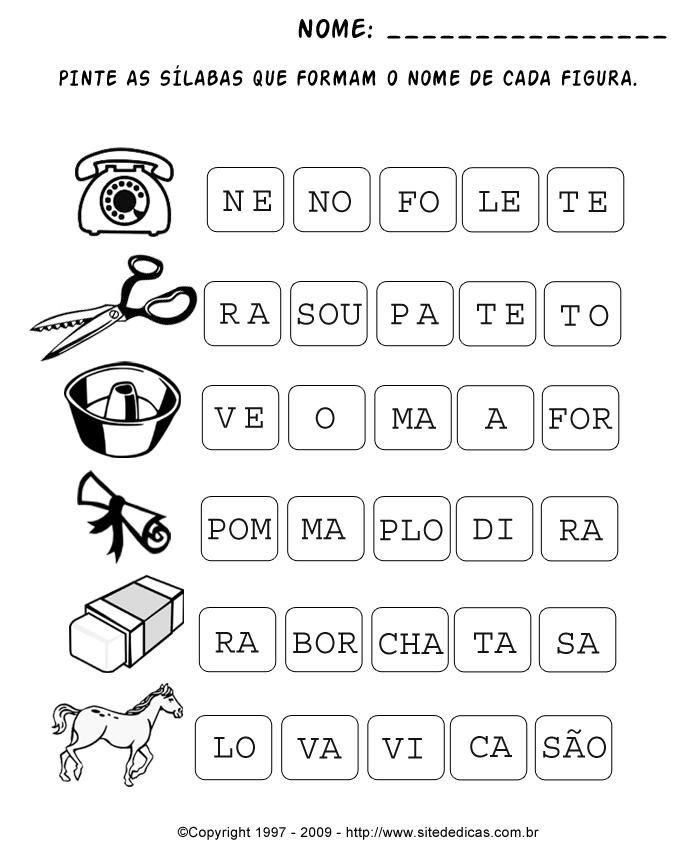 NOME: ________________
PINTE AS SÍLABAS QUE FORMAM O NOME DE CADA FIGURA.
NE NO FO LE TE
RA SOU PA TE TO
VE O MA A FOR
POM MA PLO DI RA
RA BOR CHA TA SA
LO VA VI CA SÃO
©Copyright 1997 - 2009 - http://www.sitededicas.com.br